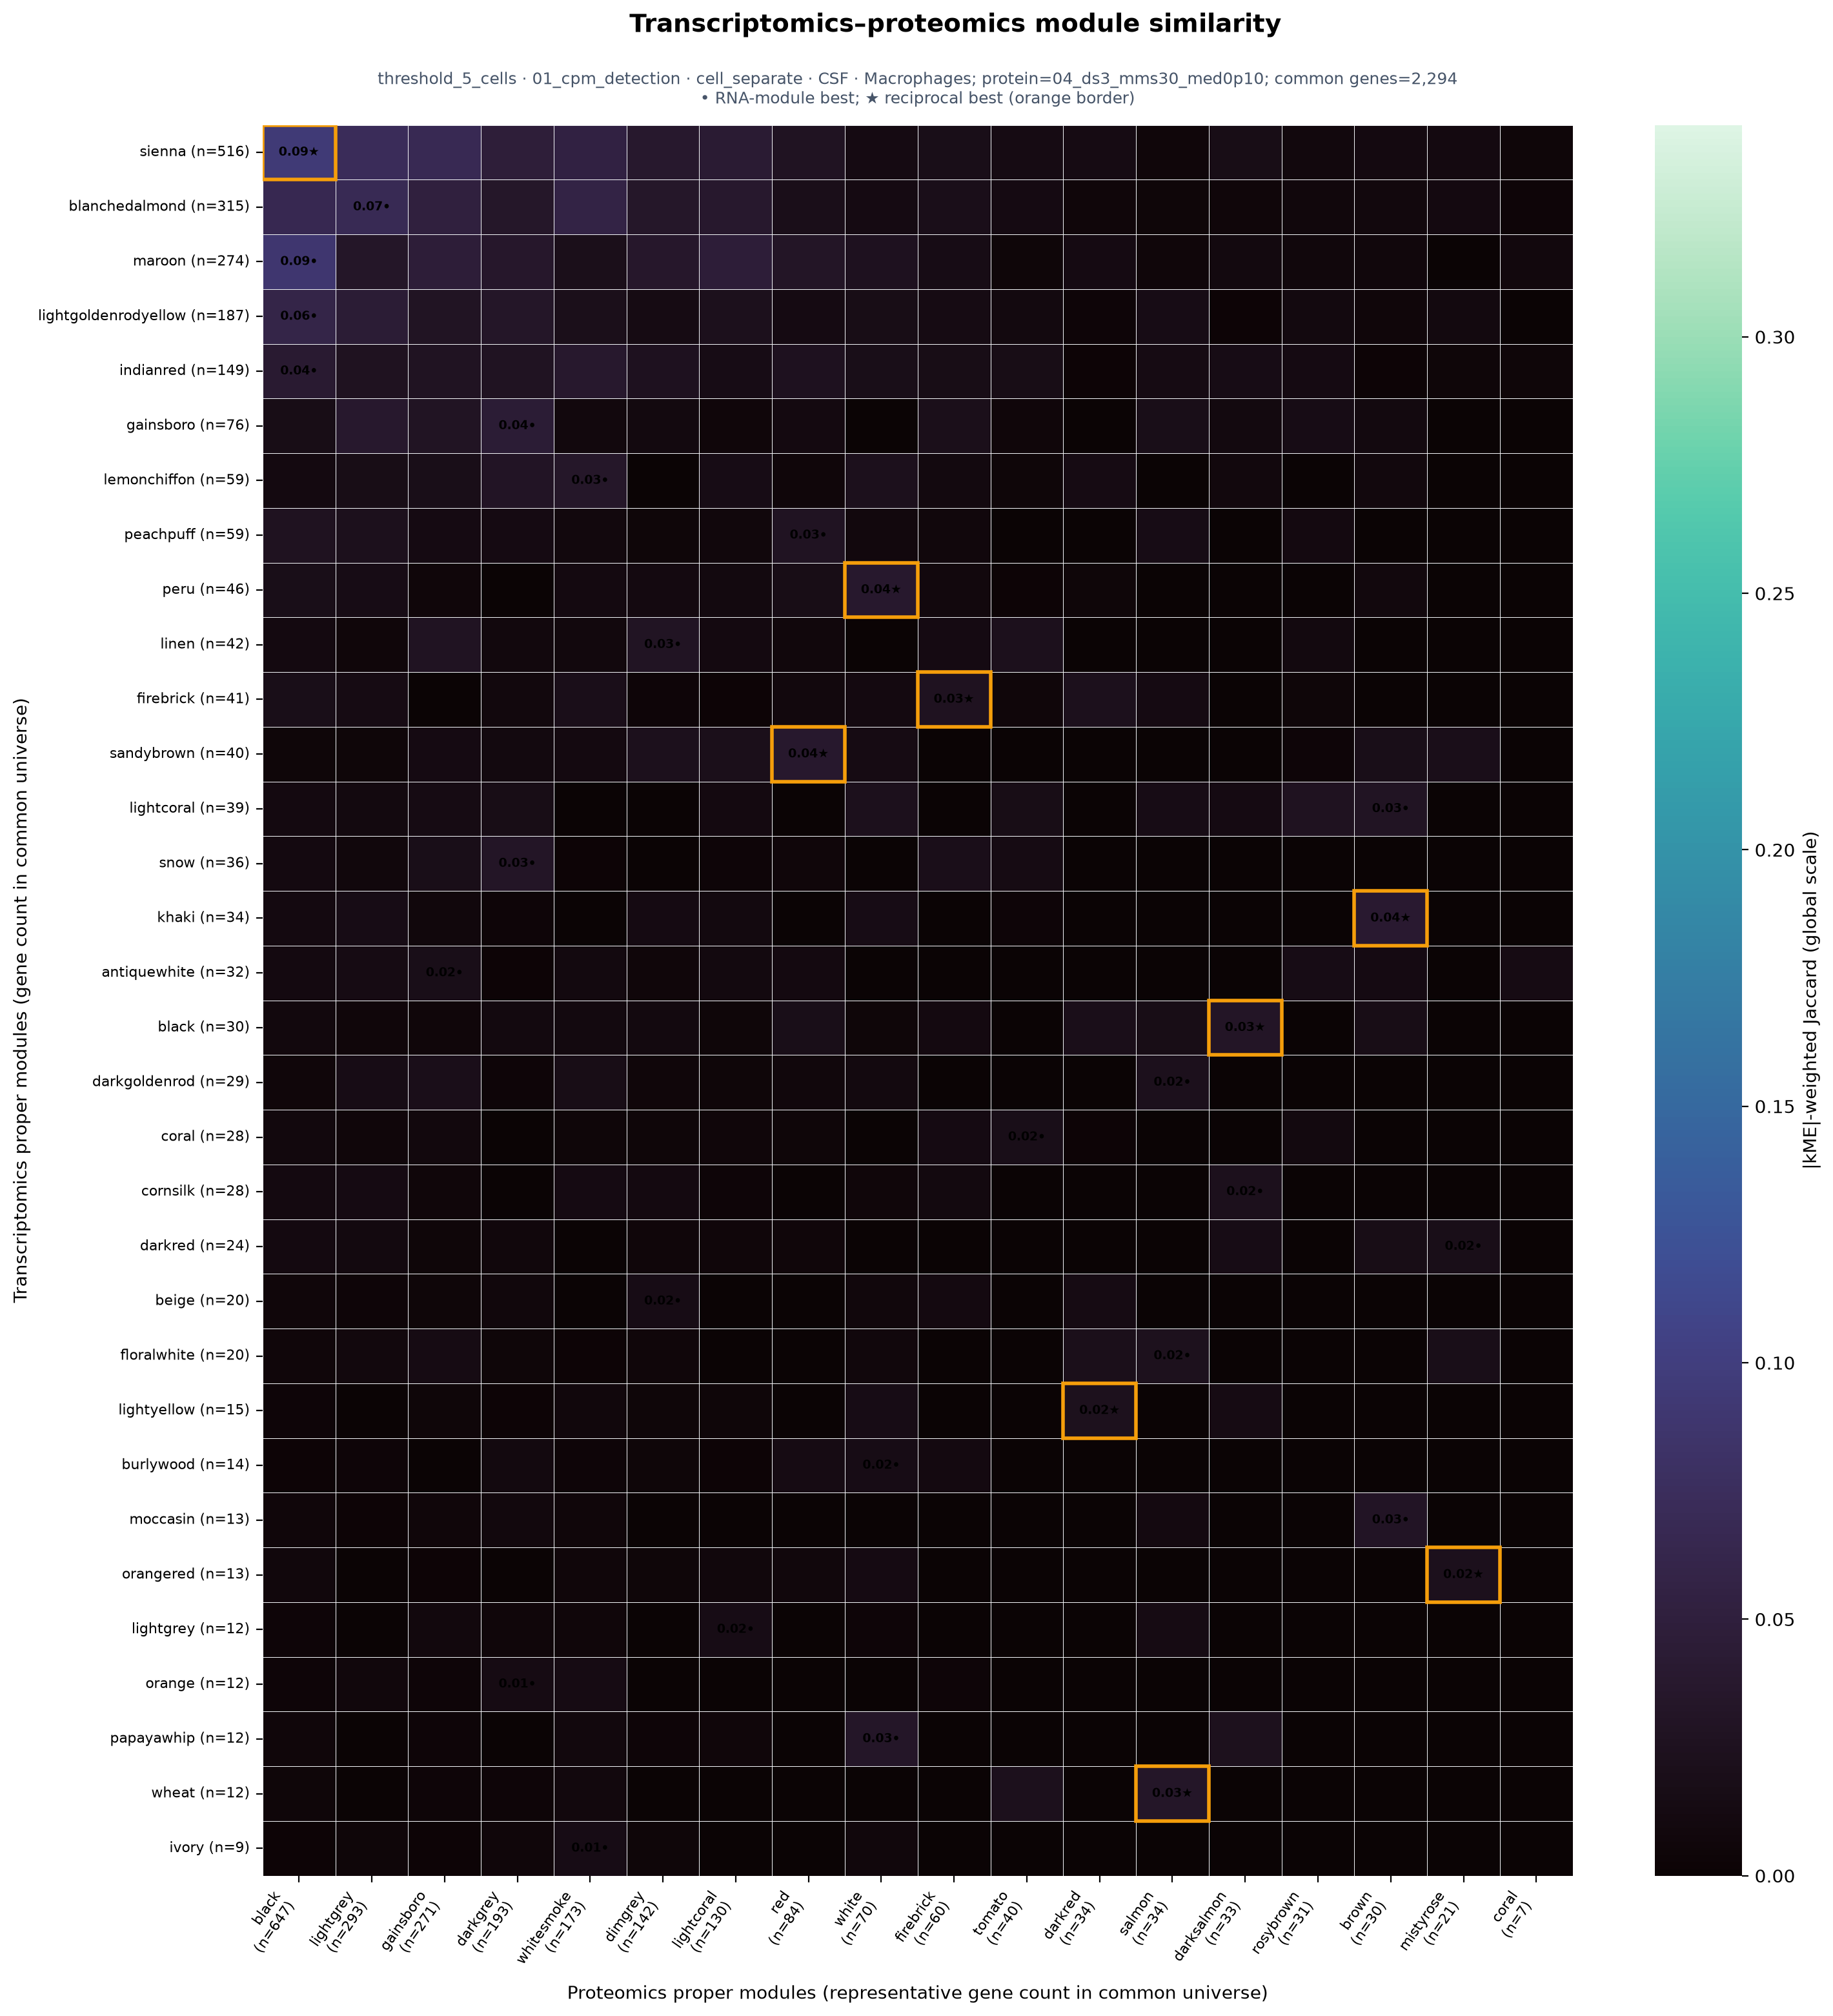 Transcriptomics–proteomics module similarity
threshold_5_cells · 01_cpm_detection · cell_separate · CSF · Macrophages; protein=04_ds3_mms30_med0p10; common genes=2,294
• RNA-module best; ★ reciprocal best (orange border)
Transcriptomics proper modules (gene count in common universe)
sienna (n=516)
0.09★
blanchedalmond (n=315)
0.07•
maroon (n=274)
0.09•
lightgoldenrodyellow (n=187)
0.06•
indianred (n=149)
0.04•
gainsboro (n=76)
0.04•
lemonchiffon (n=59)
0.03•
peachpuff (n=59)
0.03•
peru (n=46)
0.04★
linen (n=42)
0.03•
firebrick (n=41)
0.03★
sandybrown (n=40)
0.04★
lightcoral (n=39)
0.03•
snow (n=36)
0.03•
khaki (n=34)
0.04★
antiquewhite (n=32)
0.02•
black (n=30)
0.03★
darkgoldenrod (n=29)
0.02•
coral (n=28)
0.02•
cornsilk (n=28)
0.02•
darkred (n=24)
0.02•
beige (n=20)
0.02•
floralwhite (n=20)
0.02•
lightyellow (n=15)
0.02★
burlywood (n=14)
0.02•
moccasin (n=13)
0.03•
orangered (n=13)
0.02★
lightgrey (n=12)
0.02•
orange (n=12)
0.01•
papayawhip (n=12)
0.03•
wheat (n=12)
0.03★
ivory (n=9)
0.01•
black
(n=647)
lightgrey
(n=293)
gainsboro
(n=271)
darkgrey
(n=193)
whitesmoke
(n=173)
dimgrey
(n=142)
lightcoral
(n=130)
red
(n=84)
white
(n=70)
firebrick
(n=60)
tomato
(n=40)
darkred
(n=34)
salmon
(n=34)
darksalmon
(n=33)
rosybrown
(n=31)
brown
(n=30)
mistyrose
(n=21)
coral
(n=7)
Proteomics proper modules (representative gene count in common universe)
0.30
0.25
0.20
0.15
0.10
0.05
0.00
|kME|-weighted Jaccard (global scale)